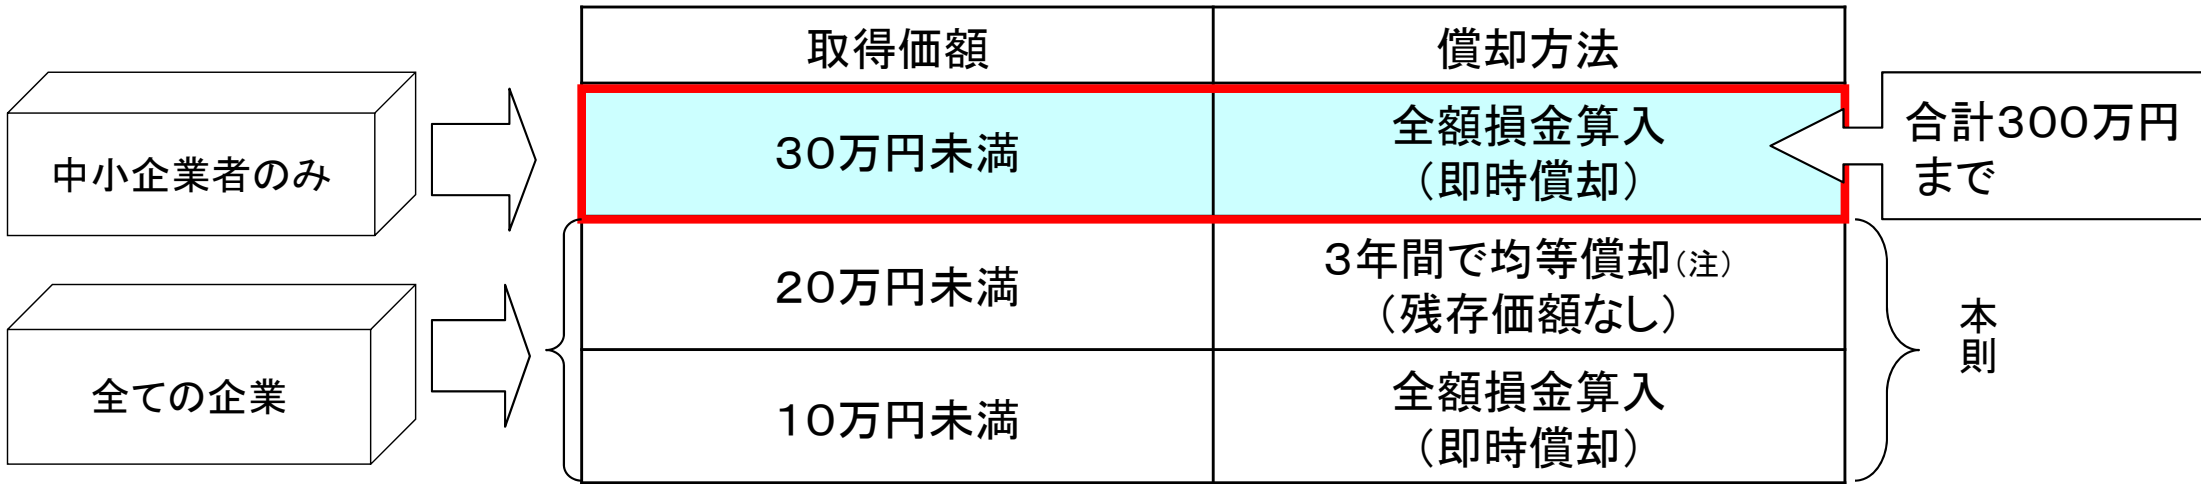 取得価額
償却方法
中小企業者のみ
30万円未満
全額損金算入
（即時償却）
合計300万円
まで
全ての企業
20万円未満
3年間で均等償却（注）
（残存価額なし）
10万円未満
全額損金算入
（即時償却）
本則